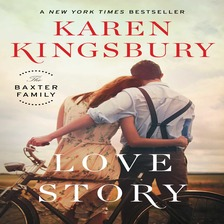 A NEW YORK TIMES BESTSELLER
KAREN
KINGSBURY
The
BAXTER
FAMILY
LOVE
STORY